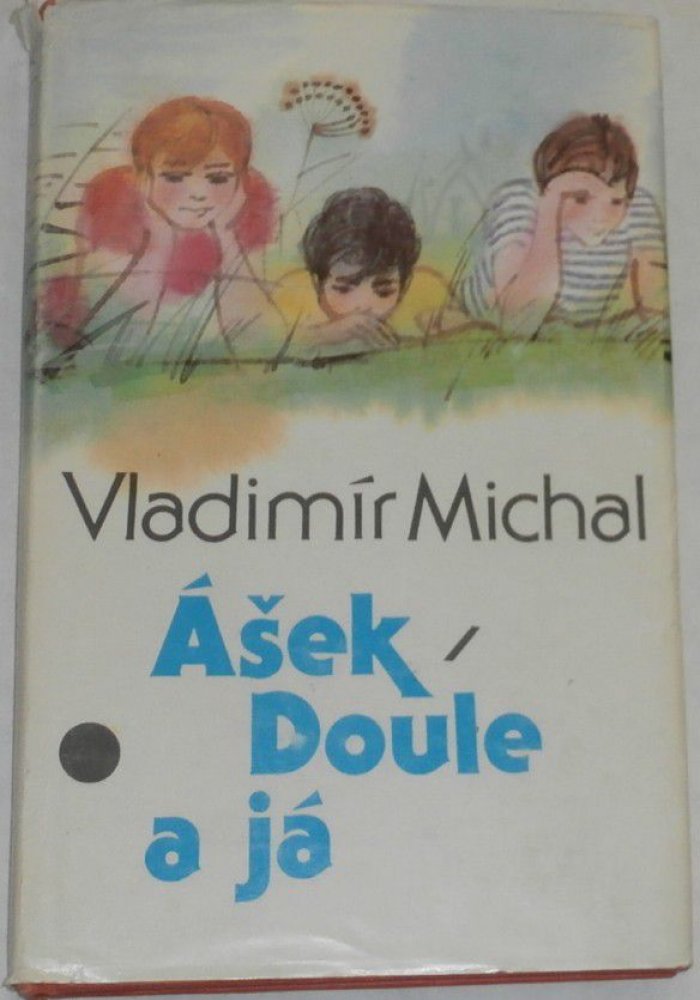 Vladimír Michal
Ášek,
Doule
a já